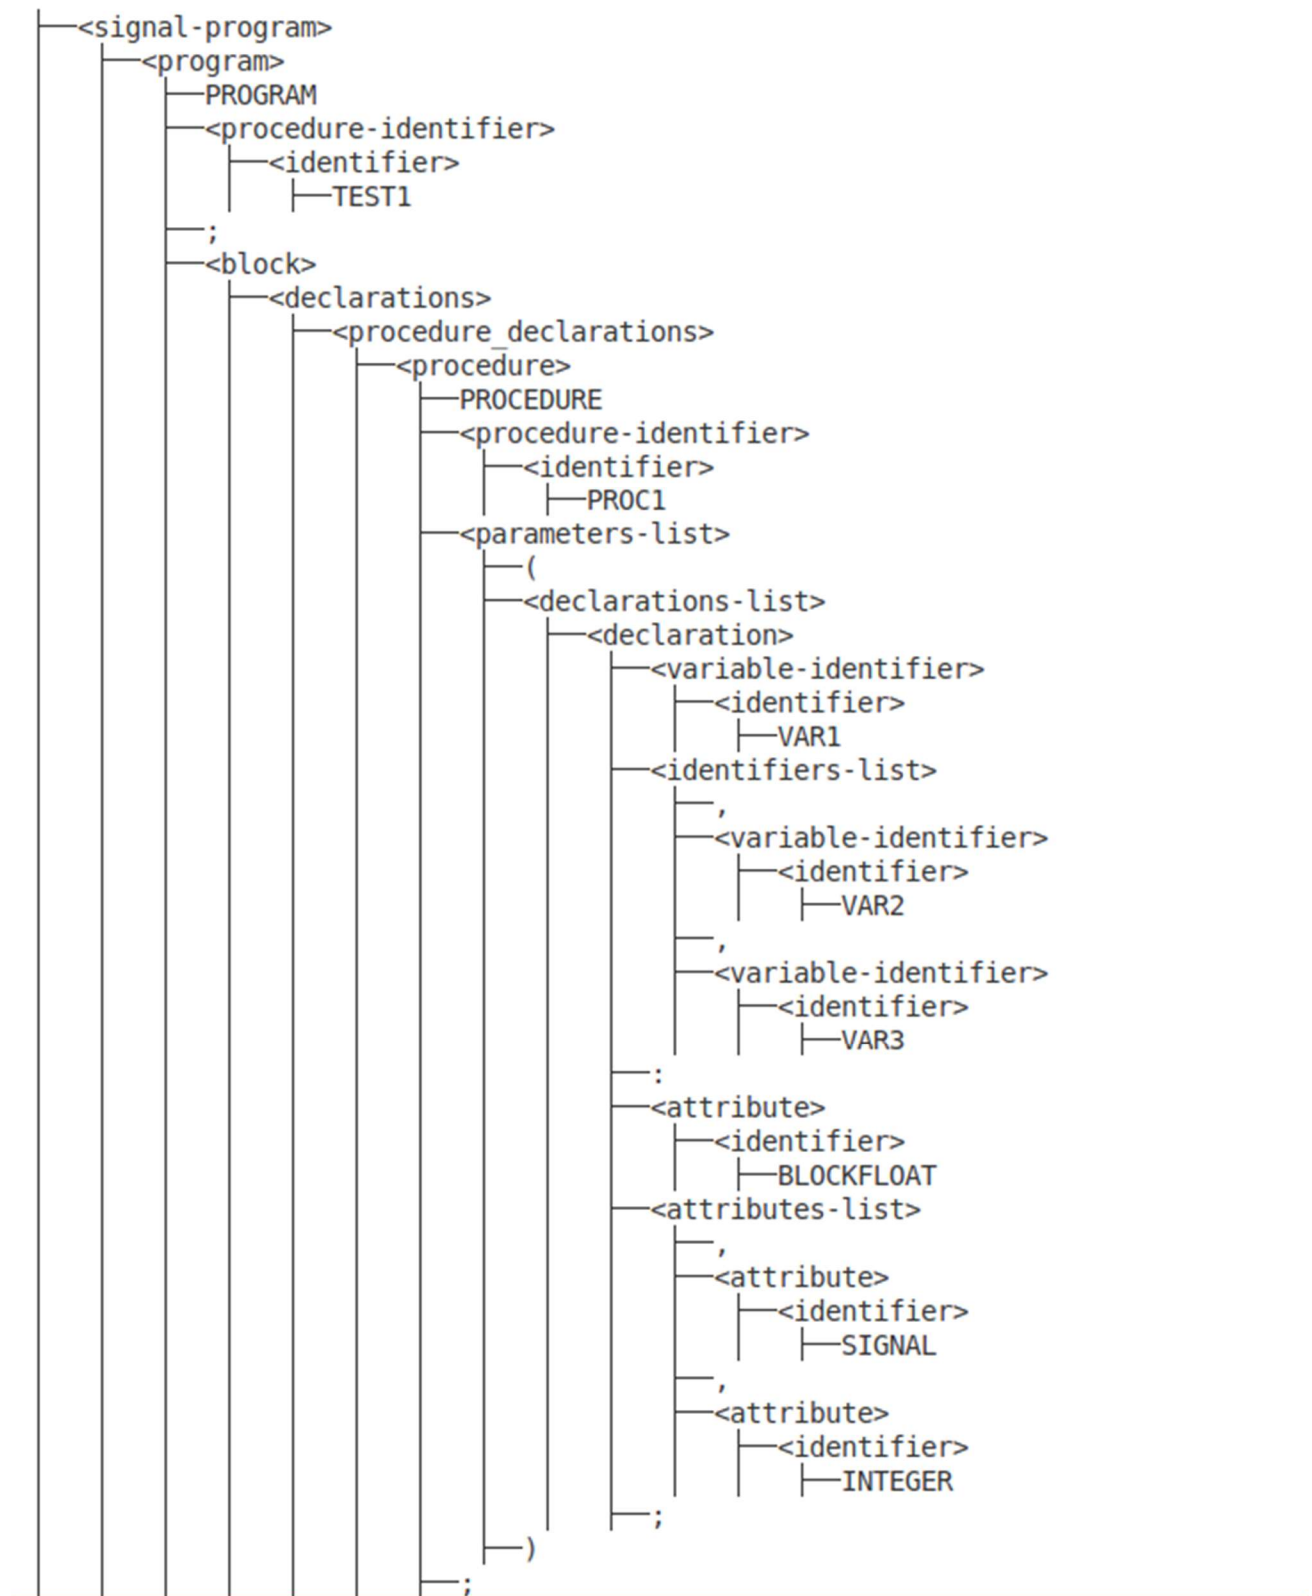 <signal-program>
<program>
PROGRAM
<procedure-identifier>
<identifier>
TEST1
;
<block>
<declarations>
<procedure_declarations>
<procedure>
PROCEDURE
<procedure-identifier>
<identifier>
PROC1
<parameters-list>
(
<declarations-list>
<declaration>
<variable-identifier>
<identifier>
VAR1
<identifiers-list>
,
<variable-identifier>
<identifier>
VAR2
,
<variable-identifier>
<identifier>
VAR3
:
<attribute>
<identifier>
BLOCKFLOAT
<attributes-list>
,
<attribute>
<identifier>
SIGNAL
,
<attribute>
<identifier>
INTEGER
;
)
;